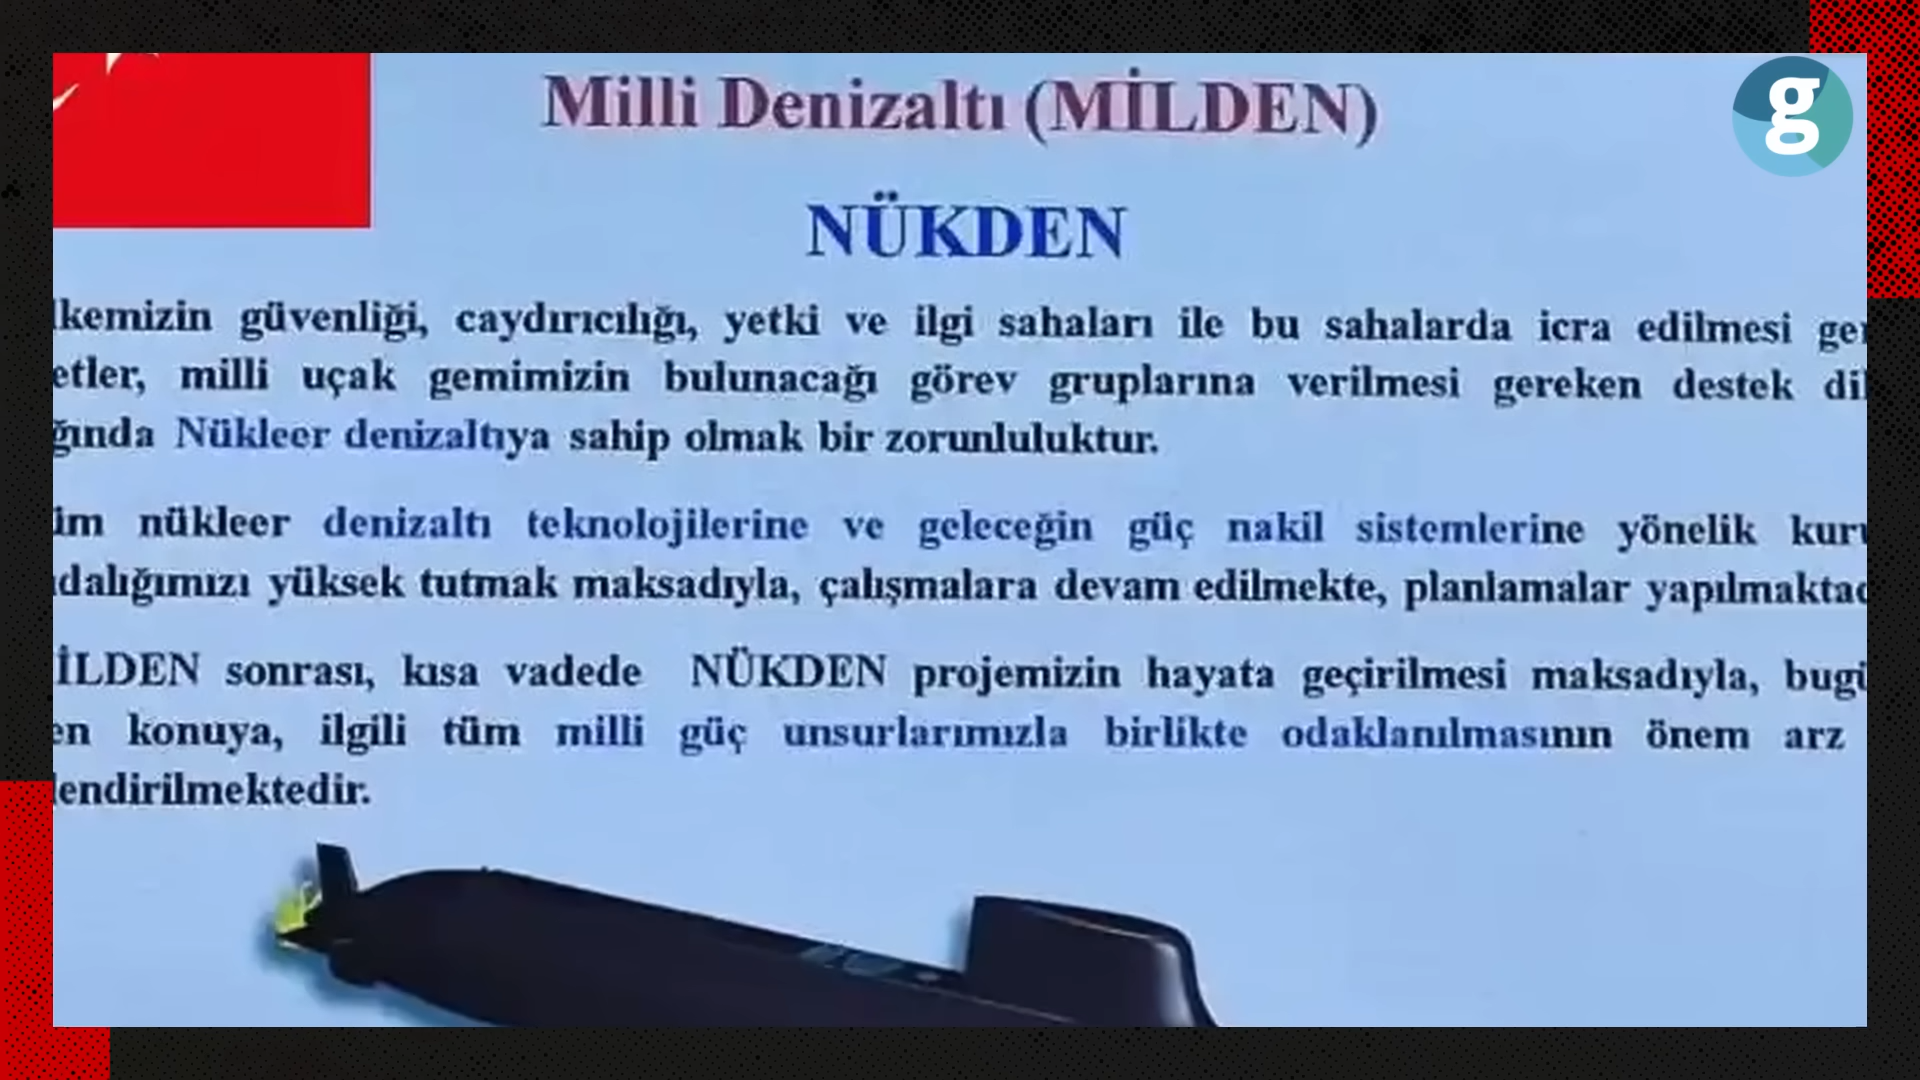 Milli Denizaltı (MİLDEN)
g
NÜKDEN
lkemizin güvenliği, caydırıcılığı, yetki ve ilgi sahaları ile bu sahalarda icra edilmesi
etler, milli uçak gemimizin bulunacağı görev gruplarına verilmesi gereken destek
ğında Nükleer denizaltıya sahip olmak bir zorunluluktur.
nükleer denizaltı teknolojilerine ve geleceğin güç nakil sistemlerine yönelik
dalığımızı yüksek tutmak maksadıyla, çalışmalara devam edilmekte, planlamalar
İLDEN sonrası, kısa vadede NÜKDEN projemizin hayata geçirilmesi maksadıyla,
en konuya, ilgili tüm milli güç unsurlarımızla birlikte odaklanılmasının önem arz
lendirilmektedir.